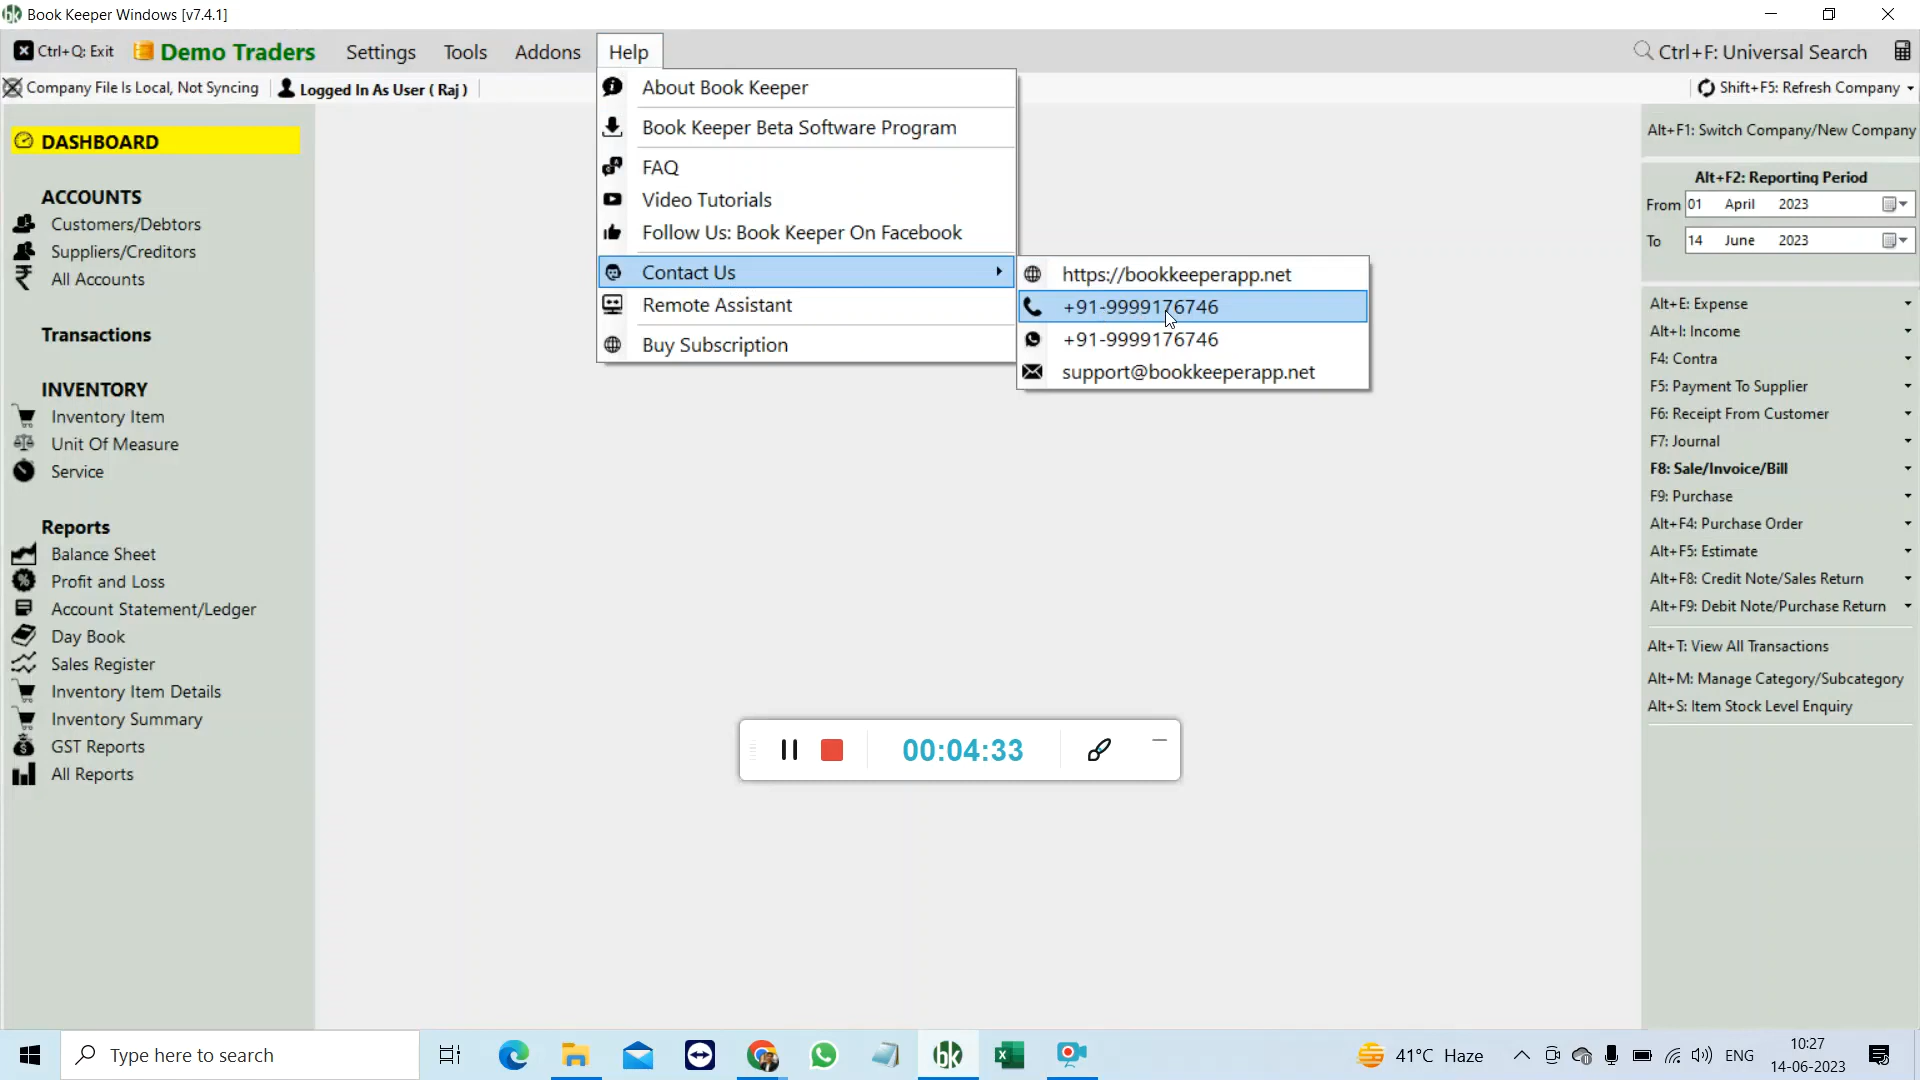 Book Keeper Windows [v7.4.1]
Ctrl+Q: Exit Demo Traders Settings Tools Addons Help Ctrl+F: Universal Search
Company File Is Local, Not Syncing Logged In As User ( Raj ) Shift+F5: Refresh Company
DASHBOARD
ACCOUNTS
Customers/Debtors
Suppliers/Creditors
All Accounts
Transactions
INVENTORY
Inventory Item
Unit Of Measure
Service
Reports
Balance Sheet
Profit and Loss
Account Statement/Ledger
Day Book
Sales Register
Inventory Item Details
Inventory Summary
GST Reports
All Reports
About Book Keeper
Book Keeper Beta Software Program
FAQ
Video Tutorials
Follow Us: Book Keeper On Facebook
Contact Us
Remote Assistant
Buy Subscription
https://bookkeeperapp.net
+91-9999176746
+91-9999176746
support@bookkeeperapp.net
00:04:33
Alt+F1: Switch Company/New Company
Alt+F2: Reporting Period
From 01 April 2023
To 14 June 2023
Alt+E: Expense
Alt+I: Income
F4: Contra
F5: Payment To Supplier
F6: Receipt From Customer
F7: Journal
F8: Sale/Invoice/Bill
F9: Purchase
Alt+F4: Purchase Order
Alt+F5: Estimate
Alt+F8: Credit Note/Sales Return
Alt+F9: Debit Note/Purchase Return
Alt+T: View All Transactions
Alt+M: Manage Category/Subcategory
Alt+S: Item Stock Level Enquiry
Type here to search
bk
41°C Haze
ENG
10:27
14-06-2023